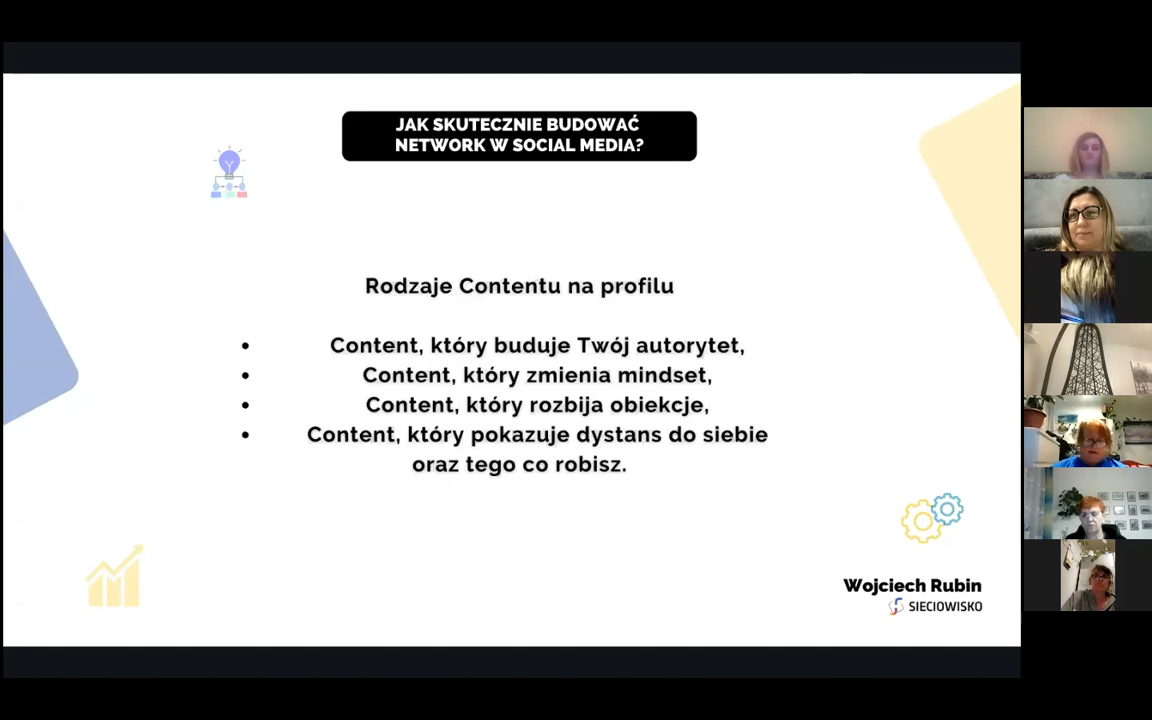 JAK SKUTECZNIE BUDOWAĆ
NETWORK W SOCIAL MEDIA?
Rodzaje Contentu na profilu
• Content, który buduje Twój autorytet,
• Content, który zmienia mindset,
• Content, który rozbija obiekcje,
• Content, który pokazuje dystans do siebie
oraz tego co robisz.
Wojciech Rubin
SIECIOWISKO